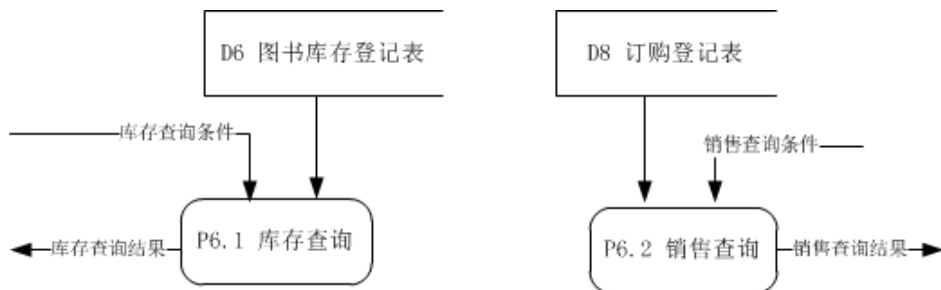 D6 图书库存登记表
D8 订购登记表
库存查询条件
销售查询条件
P6.1 库存查询
P6.2 销售查询
库存查询结果
销售查询结果